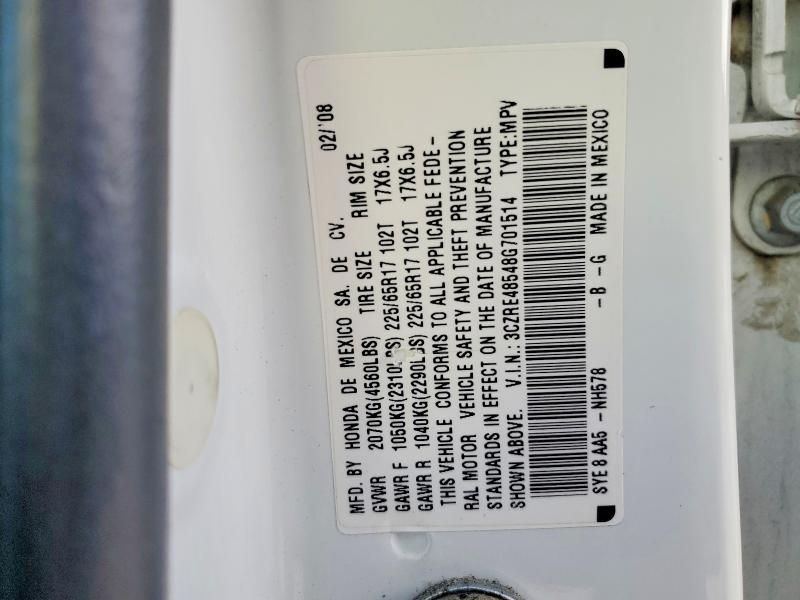 MFD. BY HONDA DE MEXICO SA. DE CV. 02/'08
GVWR 2070KG(4560LBS) TIRE SIZE RIM SIZE
GAWR F 1050KG(2310LBS) 225/65R17 102T 17X6.5J
GAWR R 1040KG(2290LBS) 225/65R17 102T 17X6.5J
THIS VEHICLE CONFORMS TO ALL APPLICABLE FEDE-
RAL MOTOR VEHICLE SAFETY AND THEFT PREVENTION
STANDARDS IN EFFECT ON THE DATE OF MANUFACTURE
SHOWN ABOVE. V.I.N.: 3CZRE48548G701514 TYPE:MPV
SYE8AA5 -NH578 -B-G MADE IN MEXICO